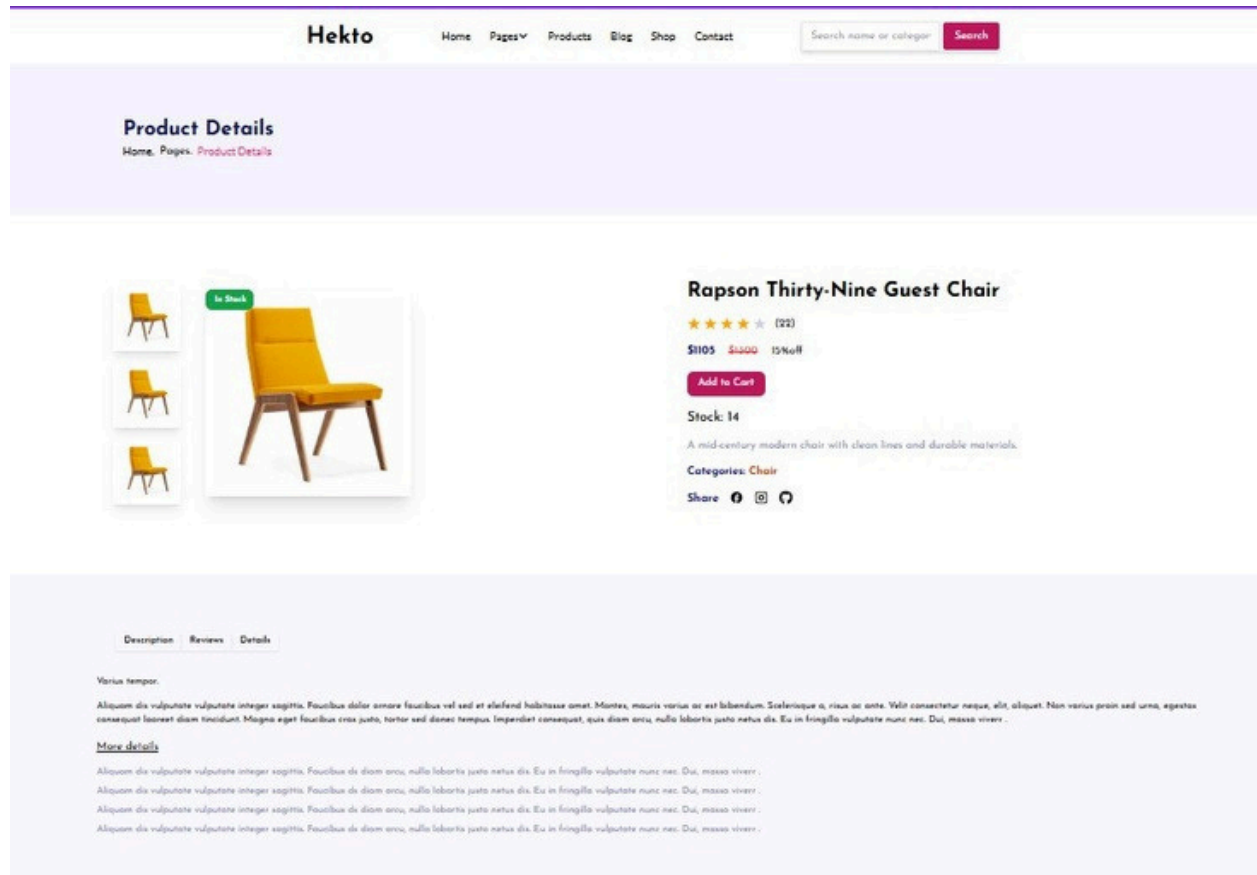 Hekto
Home Pages Products Blog Shop Contact
Search name or categor
Search
Product Details
Home. Pages. Product Details
In Stock
Rapson Thirty-Nine Guest Chair
(22)
$1105 $1300 15%off
Add to Cart
Stock: 14
A mid-century modern chair with clean lines and durable materials.
Categories: Chair
Share
Description Reviews Details
Varius tempor.
Aliquam dis vulputate vulputate integer sagittis. Faucibus dolor ornare faucibus vel sed et eleifend habitasse amet. Montes, mauris varius ac est bibendum. Scelerisque a, risus ac ante. Velit consectetur neque, elit, aliquet. Non varius proin sed urna, egestas
consequat laoreet diam tincidunt. Magna eget faucibus cras justo, tortor sed donec tempus. Imperdiet consequat, quis diam arcu, nulla lobortis justo netus dis. Eu in fringilla vulputate nunc nec. Dui, massa viverr .
More details
Aliquam dis vulputate vulputate integer sagittis. Faucibus ds diam arcu, nulla lobortis justo netus dis. Eu in fringilla vulputate nunc nec. Dui, massa viverr .
Aliquam dis vulputate vulputate integer sagittis. Faucibus ds diam arcu, nulla lobortis justo netus dis. Eu in fringilla vulputate nunc nec. Dui, massa viverr .
Aliquam dis vulputate vulputate integer sagittis. Faucibus ds diam arcu, nulla lobortis justo netus dis. Eu in fringilla vulputate nunc nec. Dui, massa viverr .
Aliquam dis vulputate vulputate integer sagittis. Faucibus ds diam arcu, nulla lobortis justo netus dis. Eu in fringilla vulputate nunc nec. Dui, massa viverr .